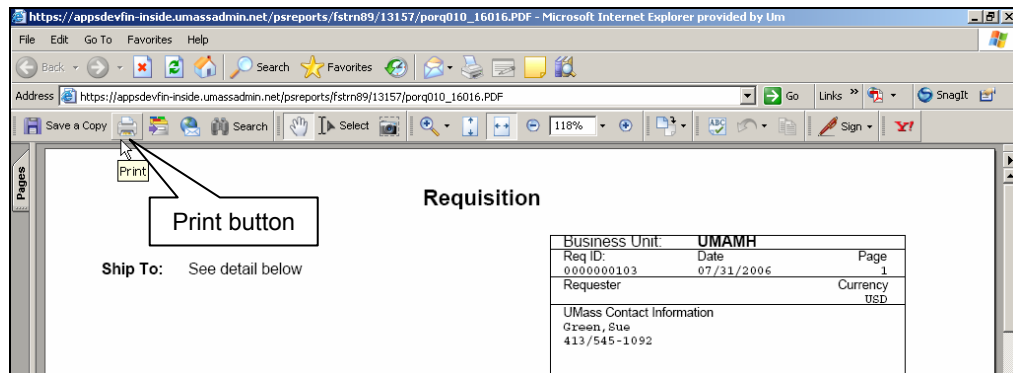 https://appsdevfin-inside.umassadmin.net/psreports/fstrn89/13157/porq010_16016.PDF - Microsoft Internet Explorer provided by Um
File Edit Go To Favorites Help
Back Search Favorites
Address https://appsdevfin-inside.umassadmin.net/psreports/fstrn89/13157/porq010_16016.PDF Go Links » SnagIt
Save a Copy Search Select 118% Sign Y!
Pages
Print
Print button
Requisition
Ship To: See detail below
Business Unit: UMAMH
Req ID: Date Page
0000000103 07/31/2006 1
Requester Currency
USD
UMass Contact Information
Green, Sue
413/545-1092